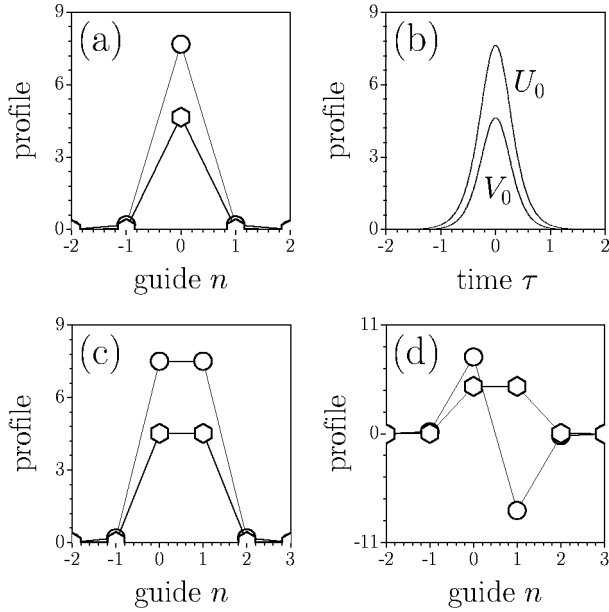 (a)
profile
9
6
3
0
-2 -1 0 1 2
guide n
(b)
profile
9
6
3
0
U₀
V₀
-2 -1 0 1 2
time τ
(c)
profile
9
6
3
0
-2 -1 0 1 2 3
guide n
(d)
profile
11
0
-11
-2 -1 0 1 2 3
guide n